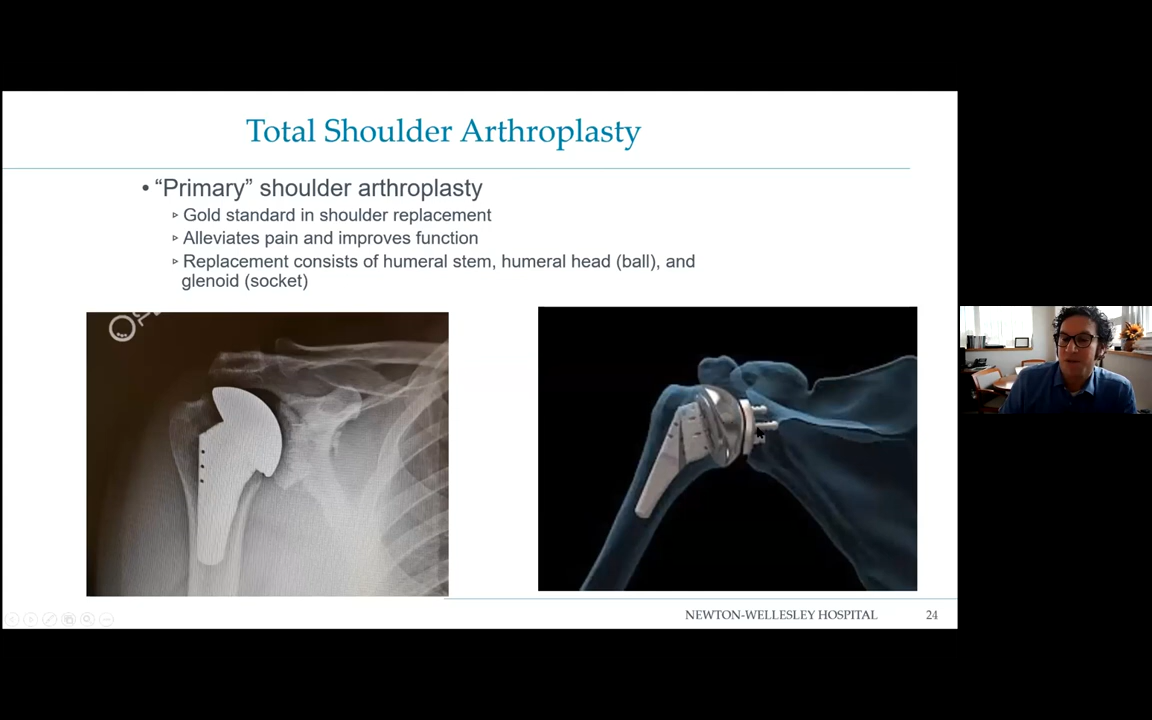 Total Shoulder Arthroplasty
• “Primary” shoulder arthroplasty
▹ Gold standard in shoulder replacement
▹ Alleviates pain and improves function
▹ Replacement consists of humeral stem, humeral head (ball), and
glenoid (socket)
NEWTON-WELLESLEY HOSPITAL 24